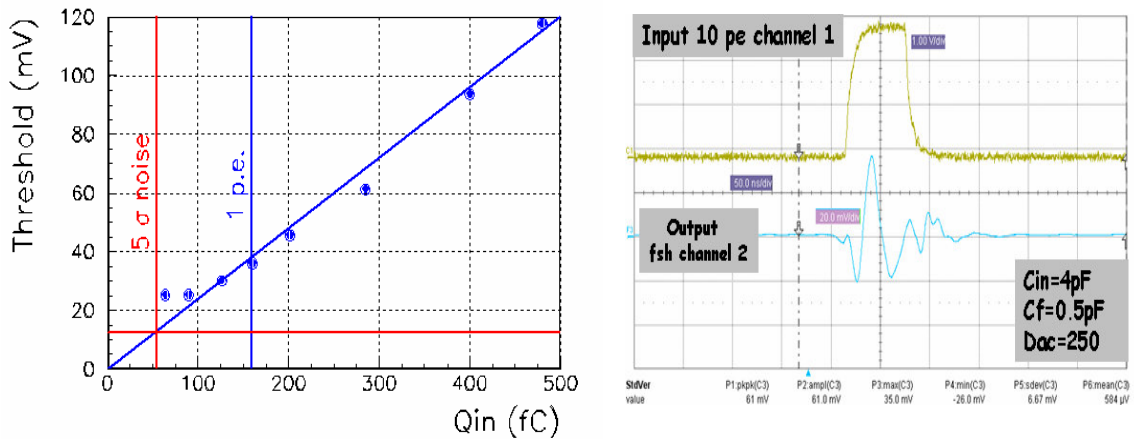 120
100
80
60
40
20
0
Threshold (mV)
5 σ noise
1 p.e.
0 100 200 300 400 500
Qin (fC)
Input 10 pe channel 1
1.00 V/div
50.0 ns/div
20.0 mV/div
Output
fsh channel 2
Cin=4pF
Cf=0.5pF
Dac=250
StdVer P1:pkpk(C3) P2:ampl(C3) P3:max(C3) P4:min(C3) P5:sdev(C3) P6:mean(C3)
value 61 mV 61.0 mV 35.0 mV -26.0 mV 6.67 mV 584 µV